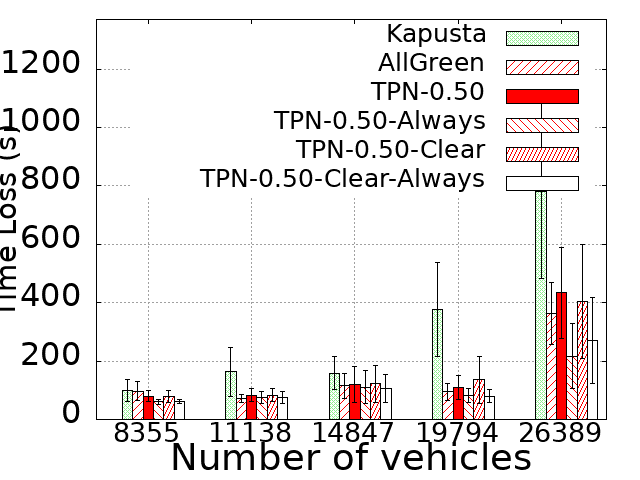 Time Loss (s)
1200
1000
800
600
400
200
0
Kapusta
AllGreen
TPN-0.50
TPN-0.50-Always
TPN-0.50-Clear
TPN-0.50-Clear-Always
8355 11138 14847 19794 26389
Number of vehicles